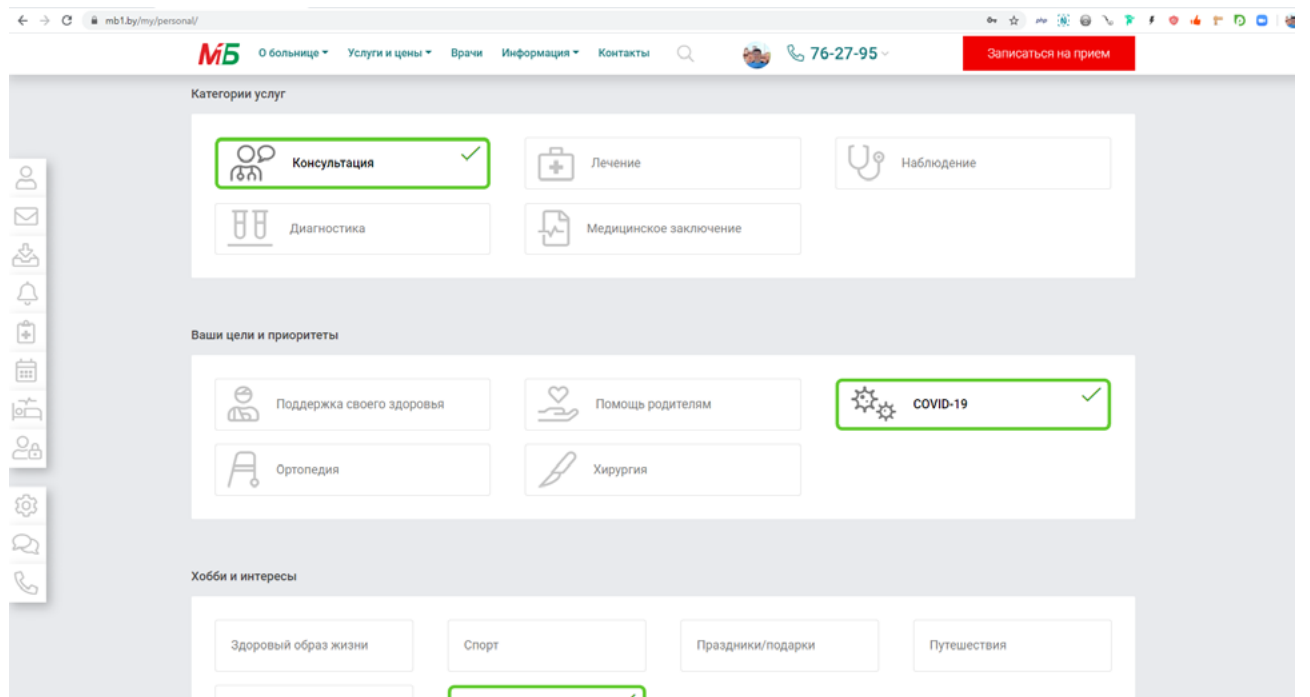 mb1.by/my/personal/
МБ О больнице Услуги и цены Врачи Информация Контакты 76-27-95 Записаться на прием
Категории услуг
Консультация Лечение Наблюдение
Диагностика Медицинское заключение
Ваши цели и приоритеты
Поддержка своего здоровья Помощь родителям COVID-19
Ортопедия Хирургия
Хобби и интересы
Здоровый образ жизни Спорт Праздники/подарки Путешествия